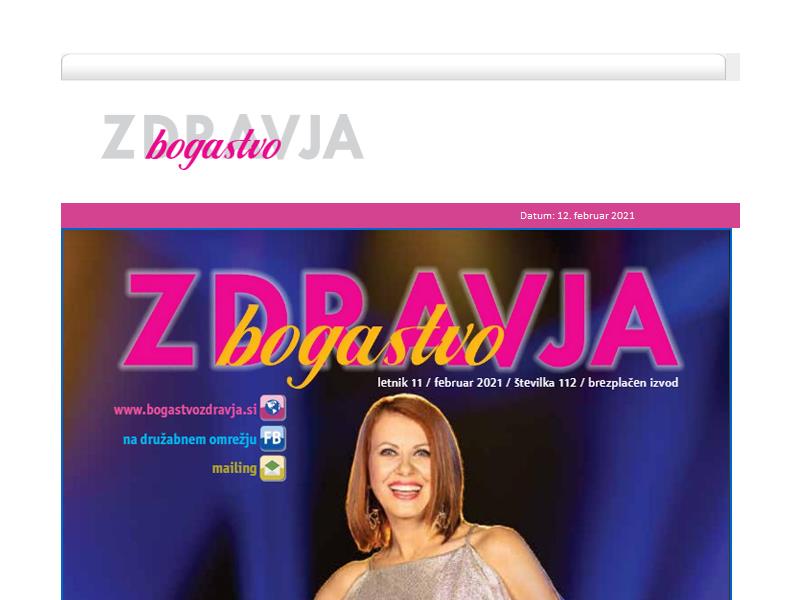 ZDRAVJA
bogastvo
Datum: 12. februar 2021
ZDRAVJA
bogastvo
letnik 11 / februar 2021 / številka 112 / brezplačen izvod
www.bogastvozdravja.si
na družabnem omrežju FB
mailing